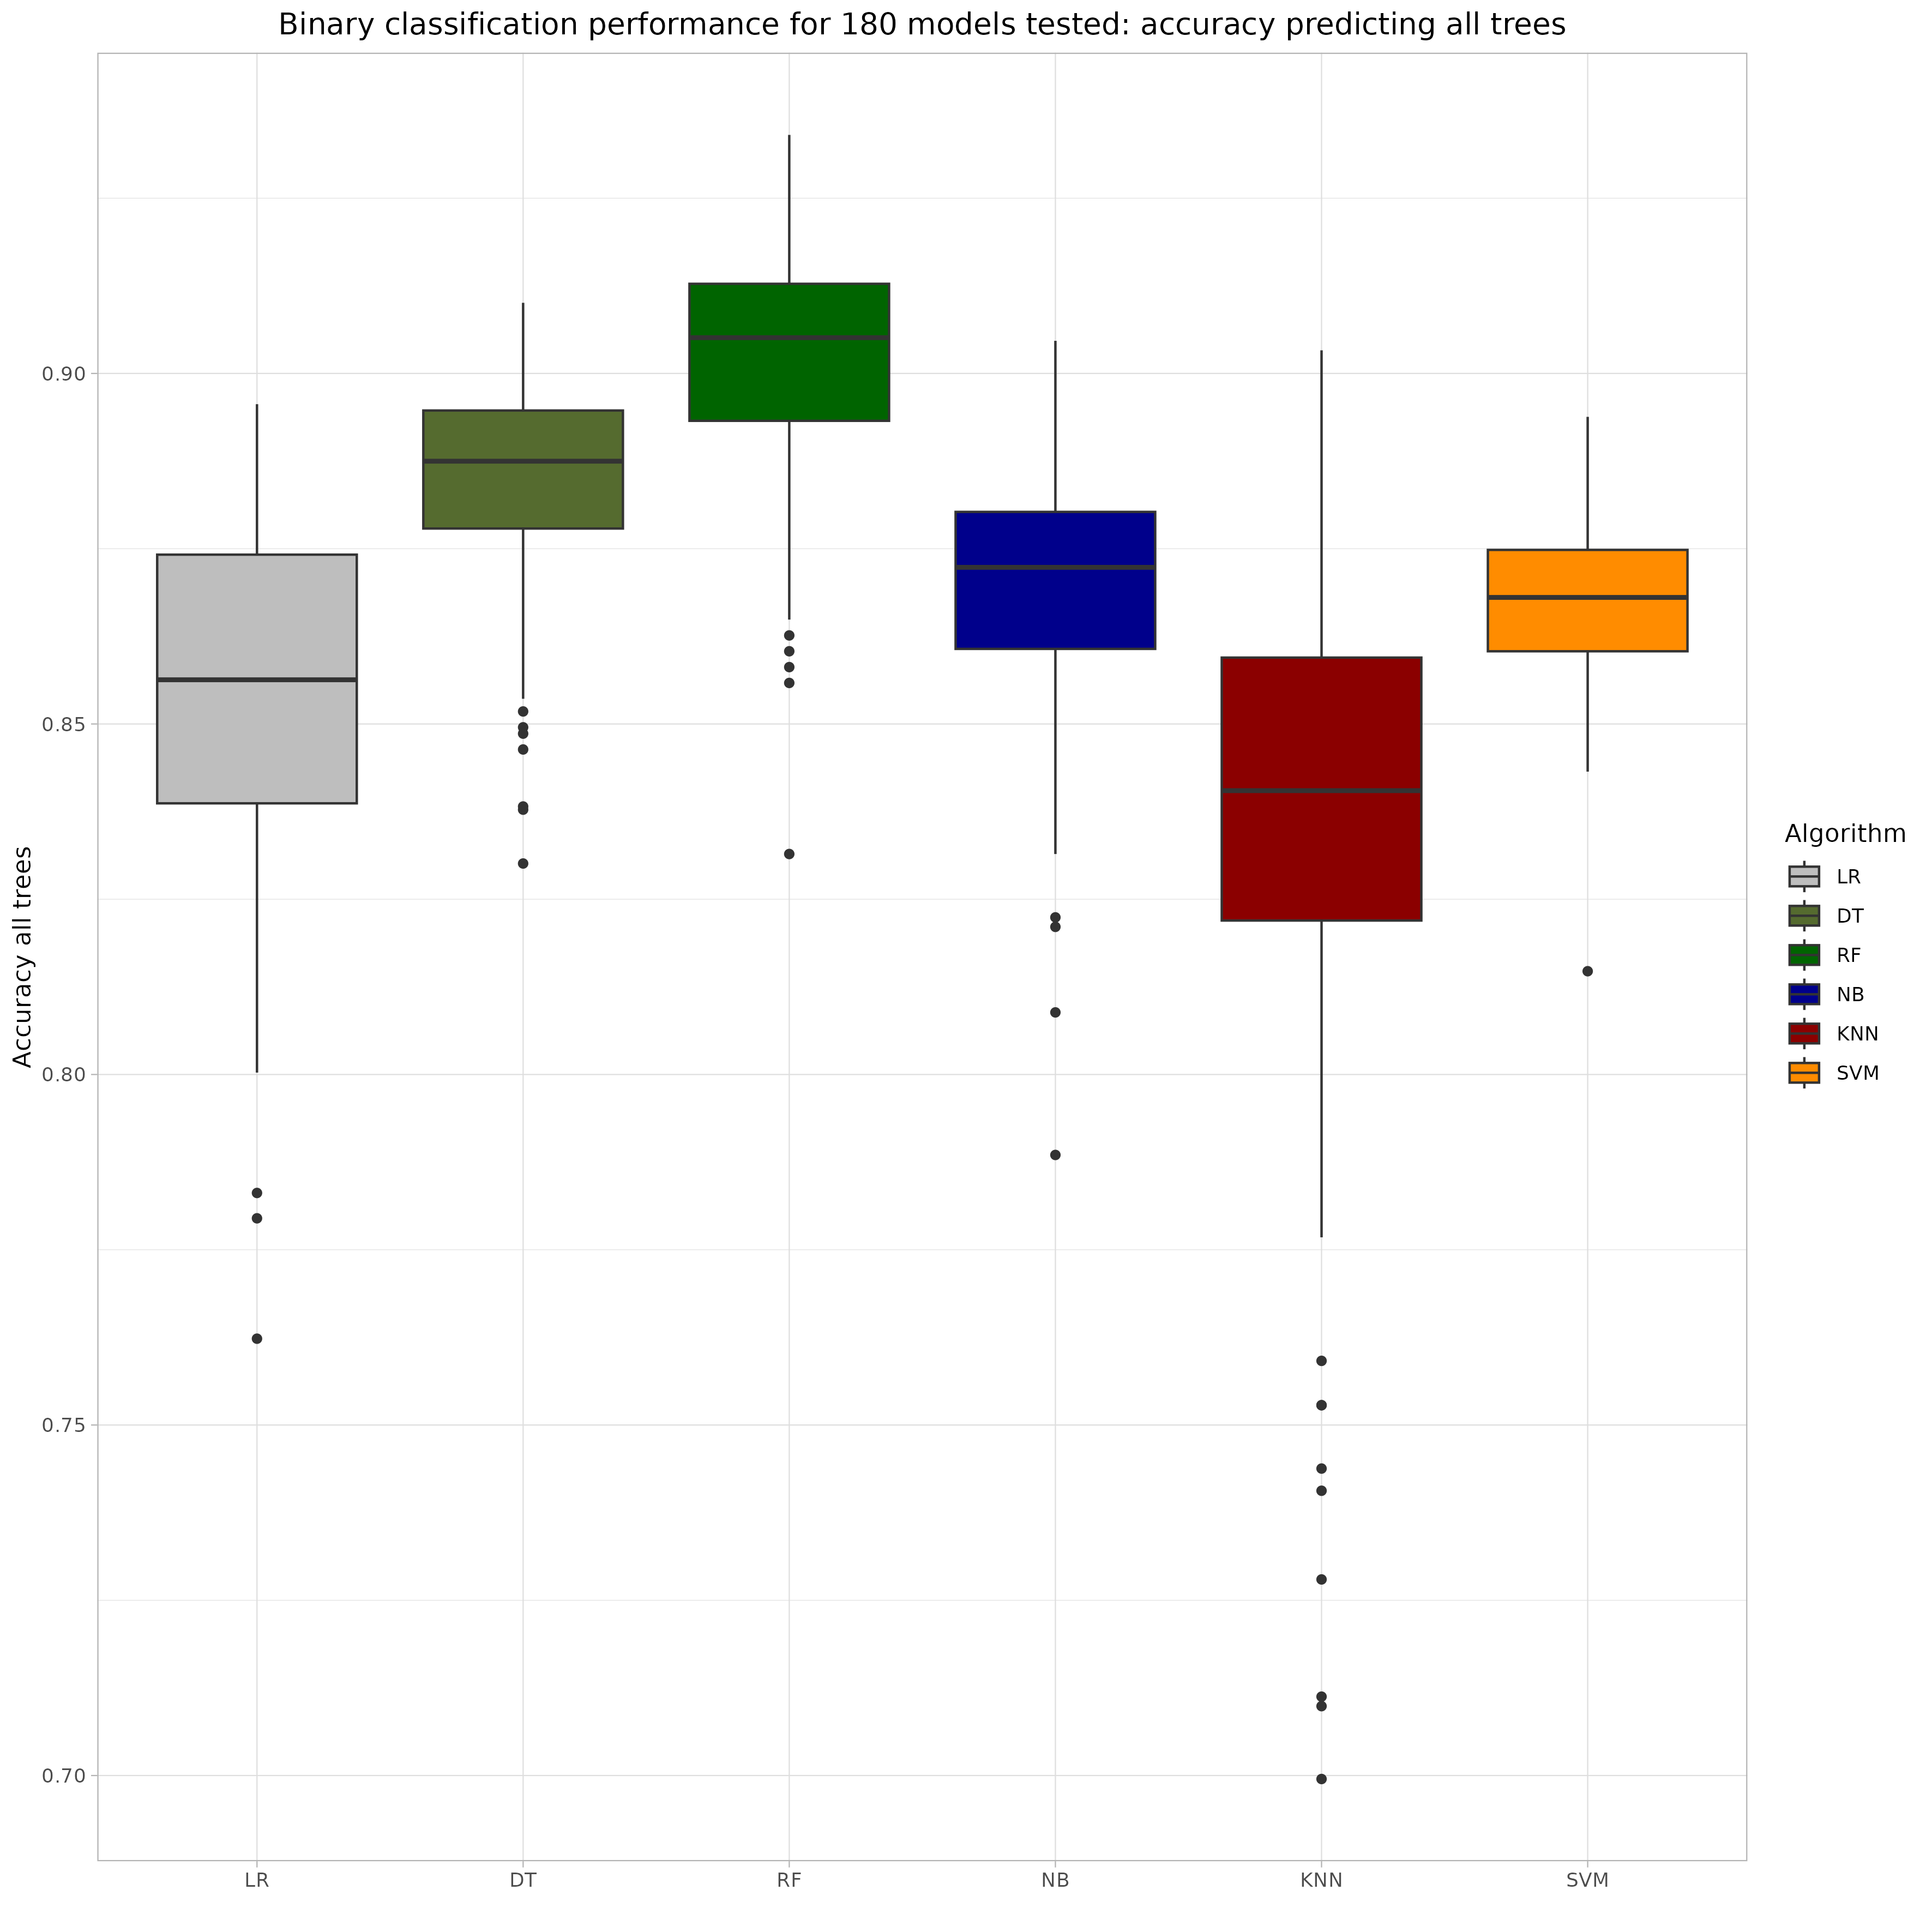 Binary classification performance for 180 models tested: accuracy predicting all trees
Accuracy all trees
0.90
0.85
0.80
0.75
0.70
LR
DT
RF
NB
KNN
SVM
Algorithm
LR
DT
RF
NB
KNN
SVM